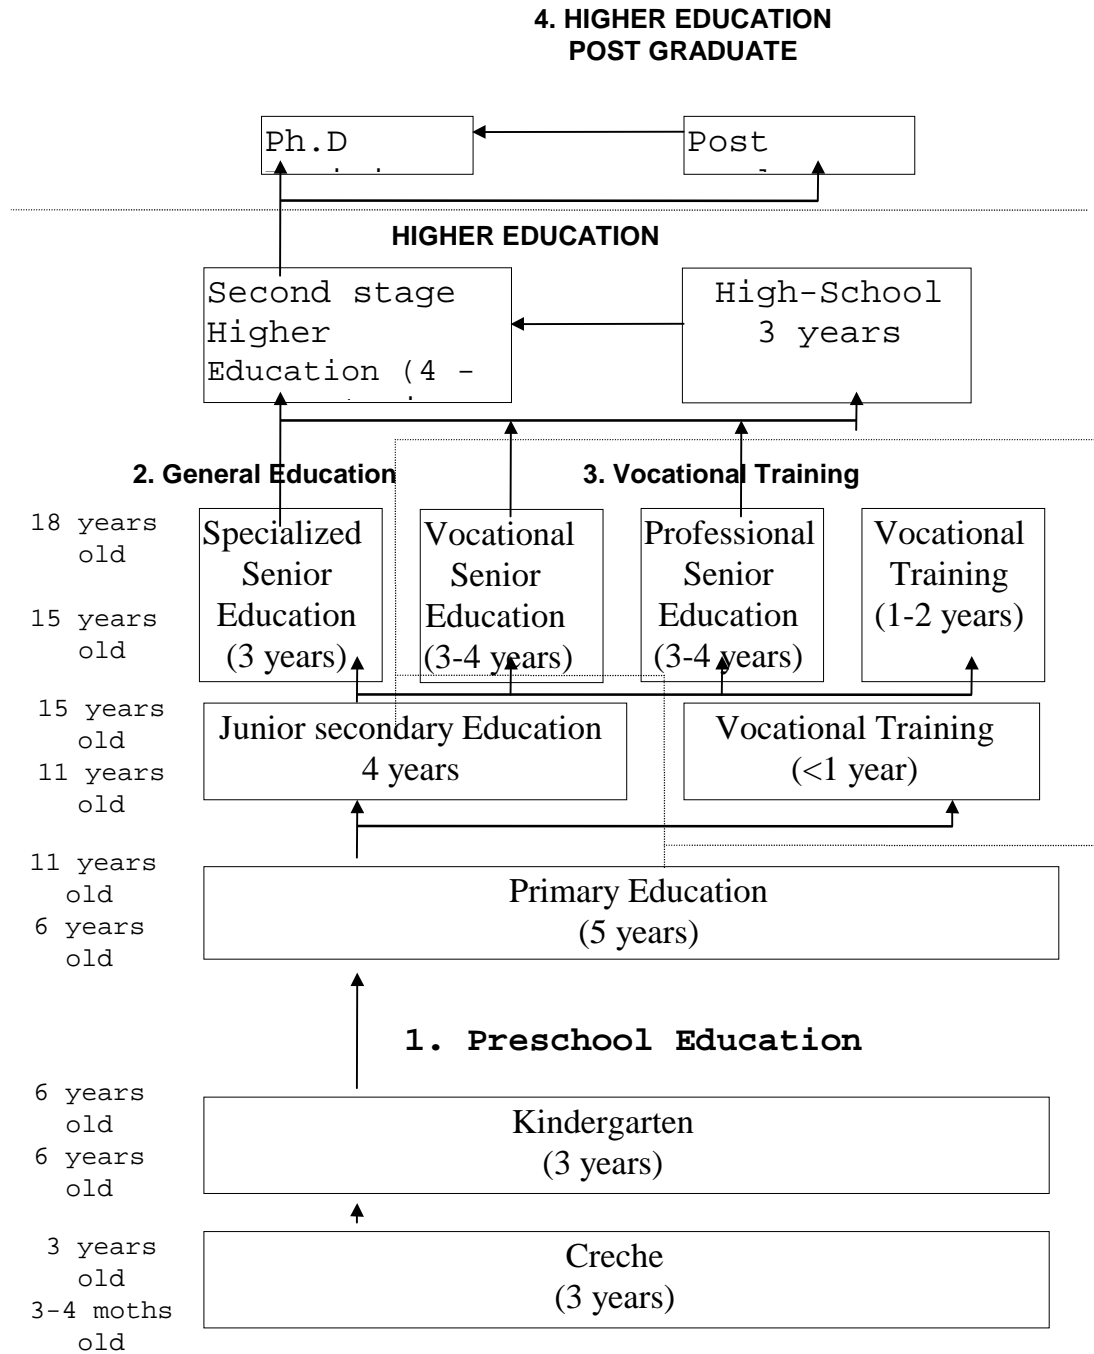 4. HIGHER EDUCATION
POST GRADUATE
Ph.D
Post
HIGHER EDUCATION
Second stage
Higher
Education (4 -
High-School
3 years
2. General Education
3. Vocational Training
18 years
old
15 years
old
Specialized
Senior
Education
(3 years)
Vocational
Senior
Education
(3-4 years)
Professional
Senior
Education
(3-4 years)
Vocational
Training
(1-2 years)
15 years
old
11 years
old
Junior secondary Education
4 years
Vocational Training
(<1 year)
11 years
old
6 years
old
Primary Education
(5 years)
1. Preschool Education
6 years
old
6 years
old
Kindergarten
(3 years)
3 years
old
3-4 moths
old
Creche
(3 years)